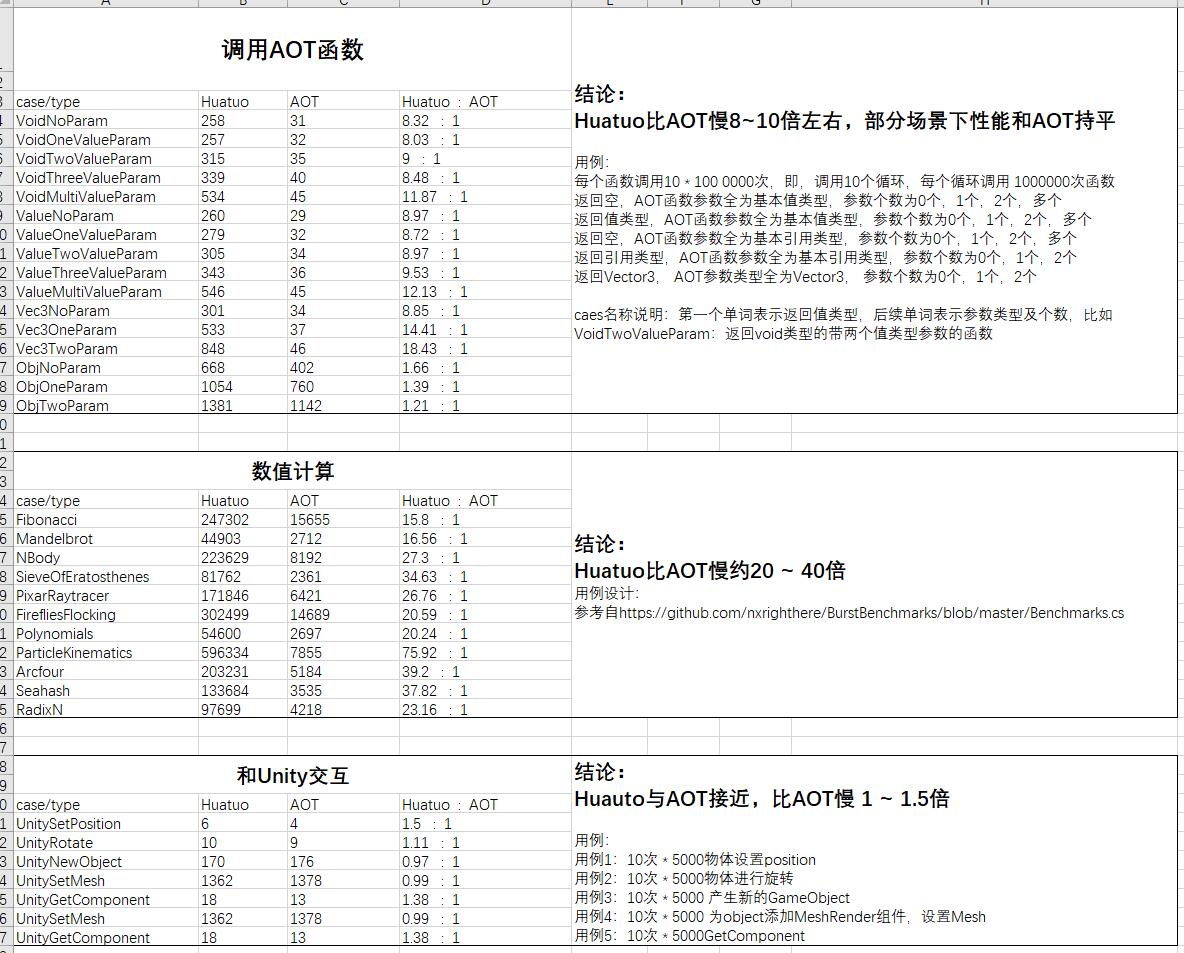 调用AOT函数
case/type Huatuo AOT Huatuo : AOT
VoidNoParam 258 31 8.32 : 1
VoidOneValueParam 257 32 8.03 : 1
VoidTwoValueParam 315 35 9 : 1
VoidThreeValueParam 339 40 8.48 : 1
VoidMultiValueParam 534 45 11.87 : 1
ValueNoParam 260 29 8.97 : 1
ValueOneValueParam 279 32 8.72 : 1
ValueTwoValueParam 305 34 8.97 : 1
ValueThreeValueParam 343 36 9.53 : 1
ValueMultiValueParam 546 45 12.13 : 1
Vec3NoParam 301 34 8.85 : 1
Vec3OneParam 533 37 14.41 : 1
Vec3TwoParam 848 46 18.43 : 1
ObjNoParam 668 402 1.66 : 1
ObjOneParam 1054 760 1.39 : 1
ObjTwoParam 1381 1142 1.21 : 1
结论：
Huatuo比AOT慢8~10倍左右，部分场景下性能和AOT持平
用例：
每个函数调用10 * 100 0000次，即，调用10个循环，每个循环调用 1000000次函数
返回空，AOT函数参数全为基本值类型，参数个数为0个，1个，2个，多个
返回值类型，AOT函数参数全为基本值类型，参数个数为0个，1个，2个，多个
返回空，AOT函数参数全为基本引用类型，参数个数为0个，1个，2个，多个
返回引用类型，AOT函数参数全为基本引用类型，参数个数为0个，1个，2个
返回Vector3， AOT参数类型全为Vector3， 参数个数为0个，1个，2个
caes名称说明：第一个单词表示返回值类型，后续单词表示参数类型及个数，比如
VoidTwoValueParam：返回void类型的带两个值类型参数的函数
数值计算
case/type Huatuo AOT Huatuo : AOT
Fibonacci 247302 15655 15.8 : 1
Mandelbrot 44903 2712 16.56 : 1
NBody 223629 8192 27.3 : 1
SieveOfEratosthenes 81762 2361 34.63 : 1
PixarRaytracer 171846 6421 26.76 : 1
FirefliesFlocking 302499 14689 20.59 : 1
Polynomials 54600 2697 20.24 : 1
ParticleKinematics 596334 7855 75.92 : 1
Arcfour 203231 5184 39.2 : 1
Seahash 133684 3535 37.82 : 1
RadixN 97699 4218 23.16 : 1
结论：
Huatuo比AOT慢约20 ~ 40倍
用例设计：
参考自https://github.com/nxrighthere/BurstBenchmarks/blob/master/Benchmarks.cs
和Unity交互
case/type Huatuo AOT Huatuo : AOT
UnitySetPosition 6 4 1.5 : 1
UnityRotate 10 9 1.11 : 1
UnityNewObject 170 176 0.97 : 1
UnitySetMesh 1362 1378 0.99 : 1
UnityGetComponent 18 13 1.38 : 1
UnitySetMesh 1362 1378 0.99 : 1
UnityGetComponent 18 13 1.38 : 1
结论：
Huauto与AOT接近，比AOT慢 1 ~ 1.5倍
用例：
用例1：10次 * 5000物体设置position
用例2：10次 * 5000物体进行旋转
用例3：10次 * 5000 产生新的GameObject
用例4：10次 * 5000 为object添加MeshRender组件，设置Mesh
用例5：10次 * 5000GetComponent